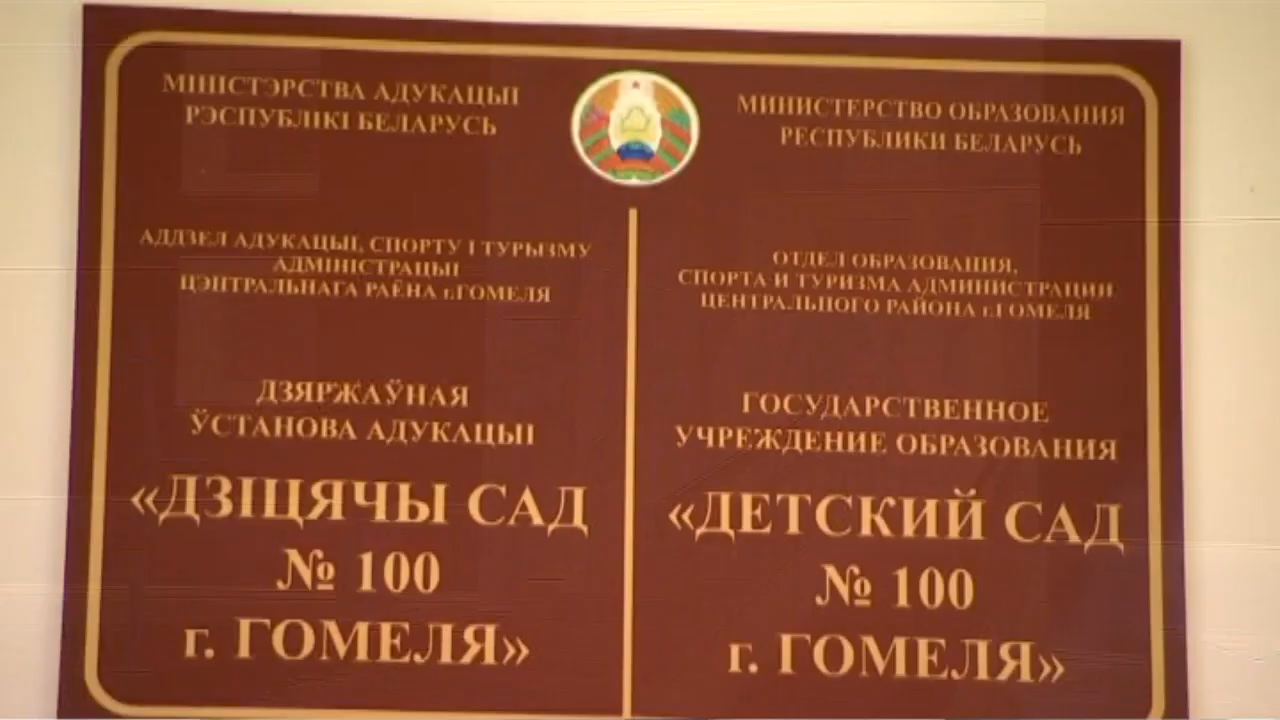 МІНІСТЭРСТВА АДУКАЦЫІ
РЭСПУБЛІКІ БЕЛАРУСЬ
АДДЗЕЛ АДУКАЦЫІ, СПОРТУ І ТУРЫЗМУ
АДМІНІСТРАЦЫІ
ЦЭНТРАЛЬНАГА РАЁНА г.ГОМЕЛЯ
ДЗЯРЖАЎНАЯ
ЎСТАНОВА АДУКАЦЫІ
«ДЗІЦЯЧЫ САД
№ 100
г. ГОМЕЛЯ»
МИНИСТЕРСТВО ОБРАЗОВАНИЯ
РЕСПУБЛИКИ БЕЛАРУСЬ
ОТДЕЛ ОБРАЗОВАНИЯ,
СПОРТА И ТУРИЗМА АДМИНИСТРАЦИИ
ЦЕНТРАЛЬНОГО РАЙОНА г.ГОМЕЛЯ
ГОСУДАРСТВЕННОЕ
УЧРЕЖДЕНИЕ ОБРАЗОВАНИЯ
«ДЕТСКИЙ САД
№ 100
г. ГОМЕЛЯ»